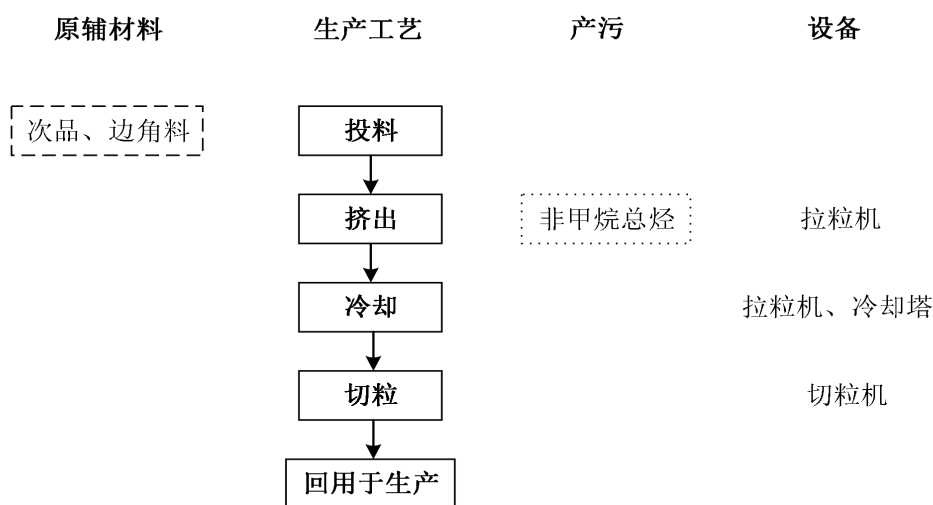 原辅材料 生产工艺 产污 设备
次品、边角料 投料
挤出 非甲烷总烃 拉粒机
冷却 拉粒机、冷却塔
切粒 切粒机
回用于生产